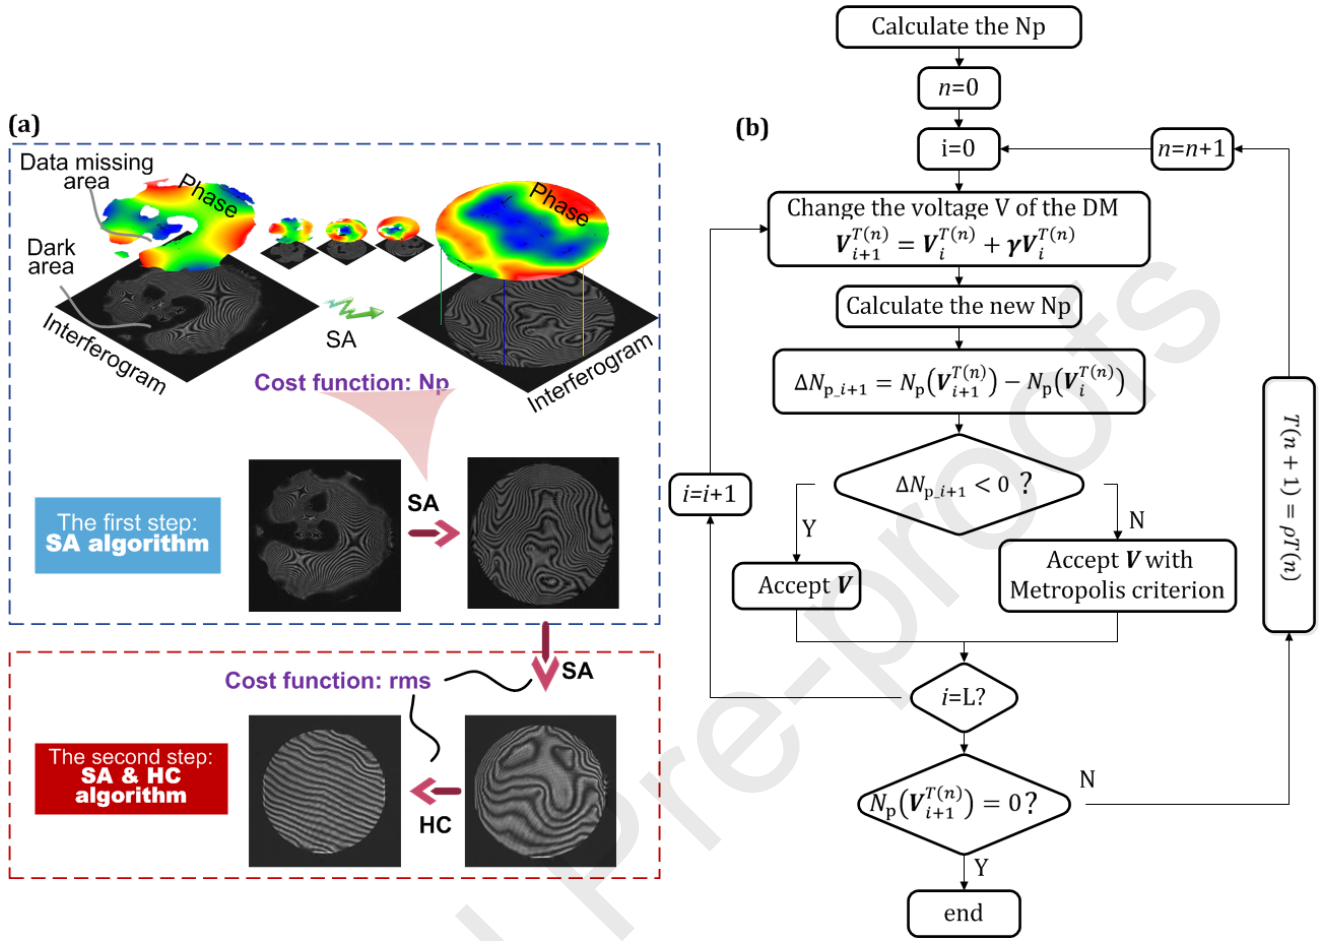 (a)
Data missing
area
Phase
Dark
area
Interferogram
SA
Phase
Interferogram
Cost function: Np
The first step:
SA algorithm
SA
SA
Cost function: rms
The second step:
SA & HC
algorithm
HC
(b)
Calculate the Np
n=0
i=0
n=n+1
Change the voltage V of the DM
V_{i+1}^{T(n)} = V_i^{T(n)} + γV_i^{T(n)}
Calculate the new Np
ΔN_{p_i+1} = N_p(V_{i+1}^{T(n)}) − N_p(V_i^{T(n)})
i=i+1
ΔN_{p_i+1} < 0 ?
Y
N
Accept V
Accept V with
Metropolis criterion
T(n + 1) = ρT(n)
i=L?
N_p(V_{i+1}^{T(n)}) = 0?
N
Y
end
Pre-proofs